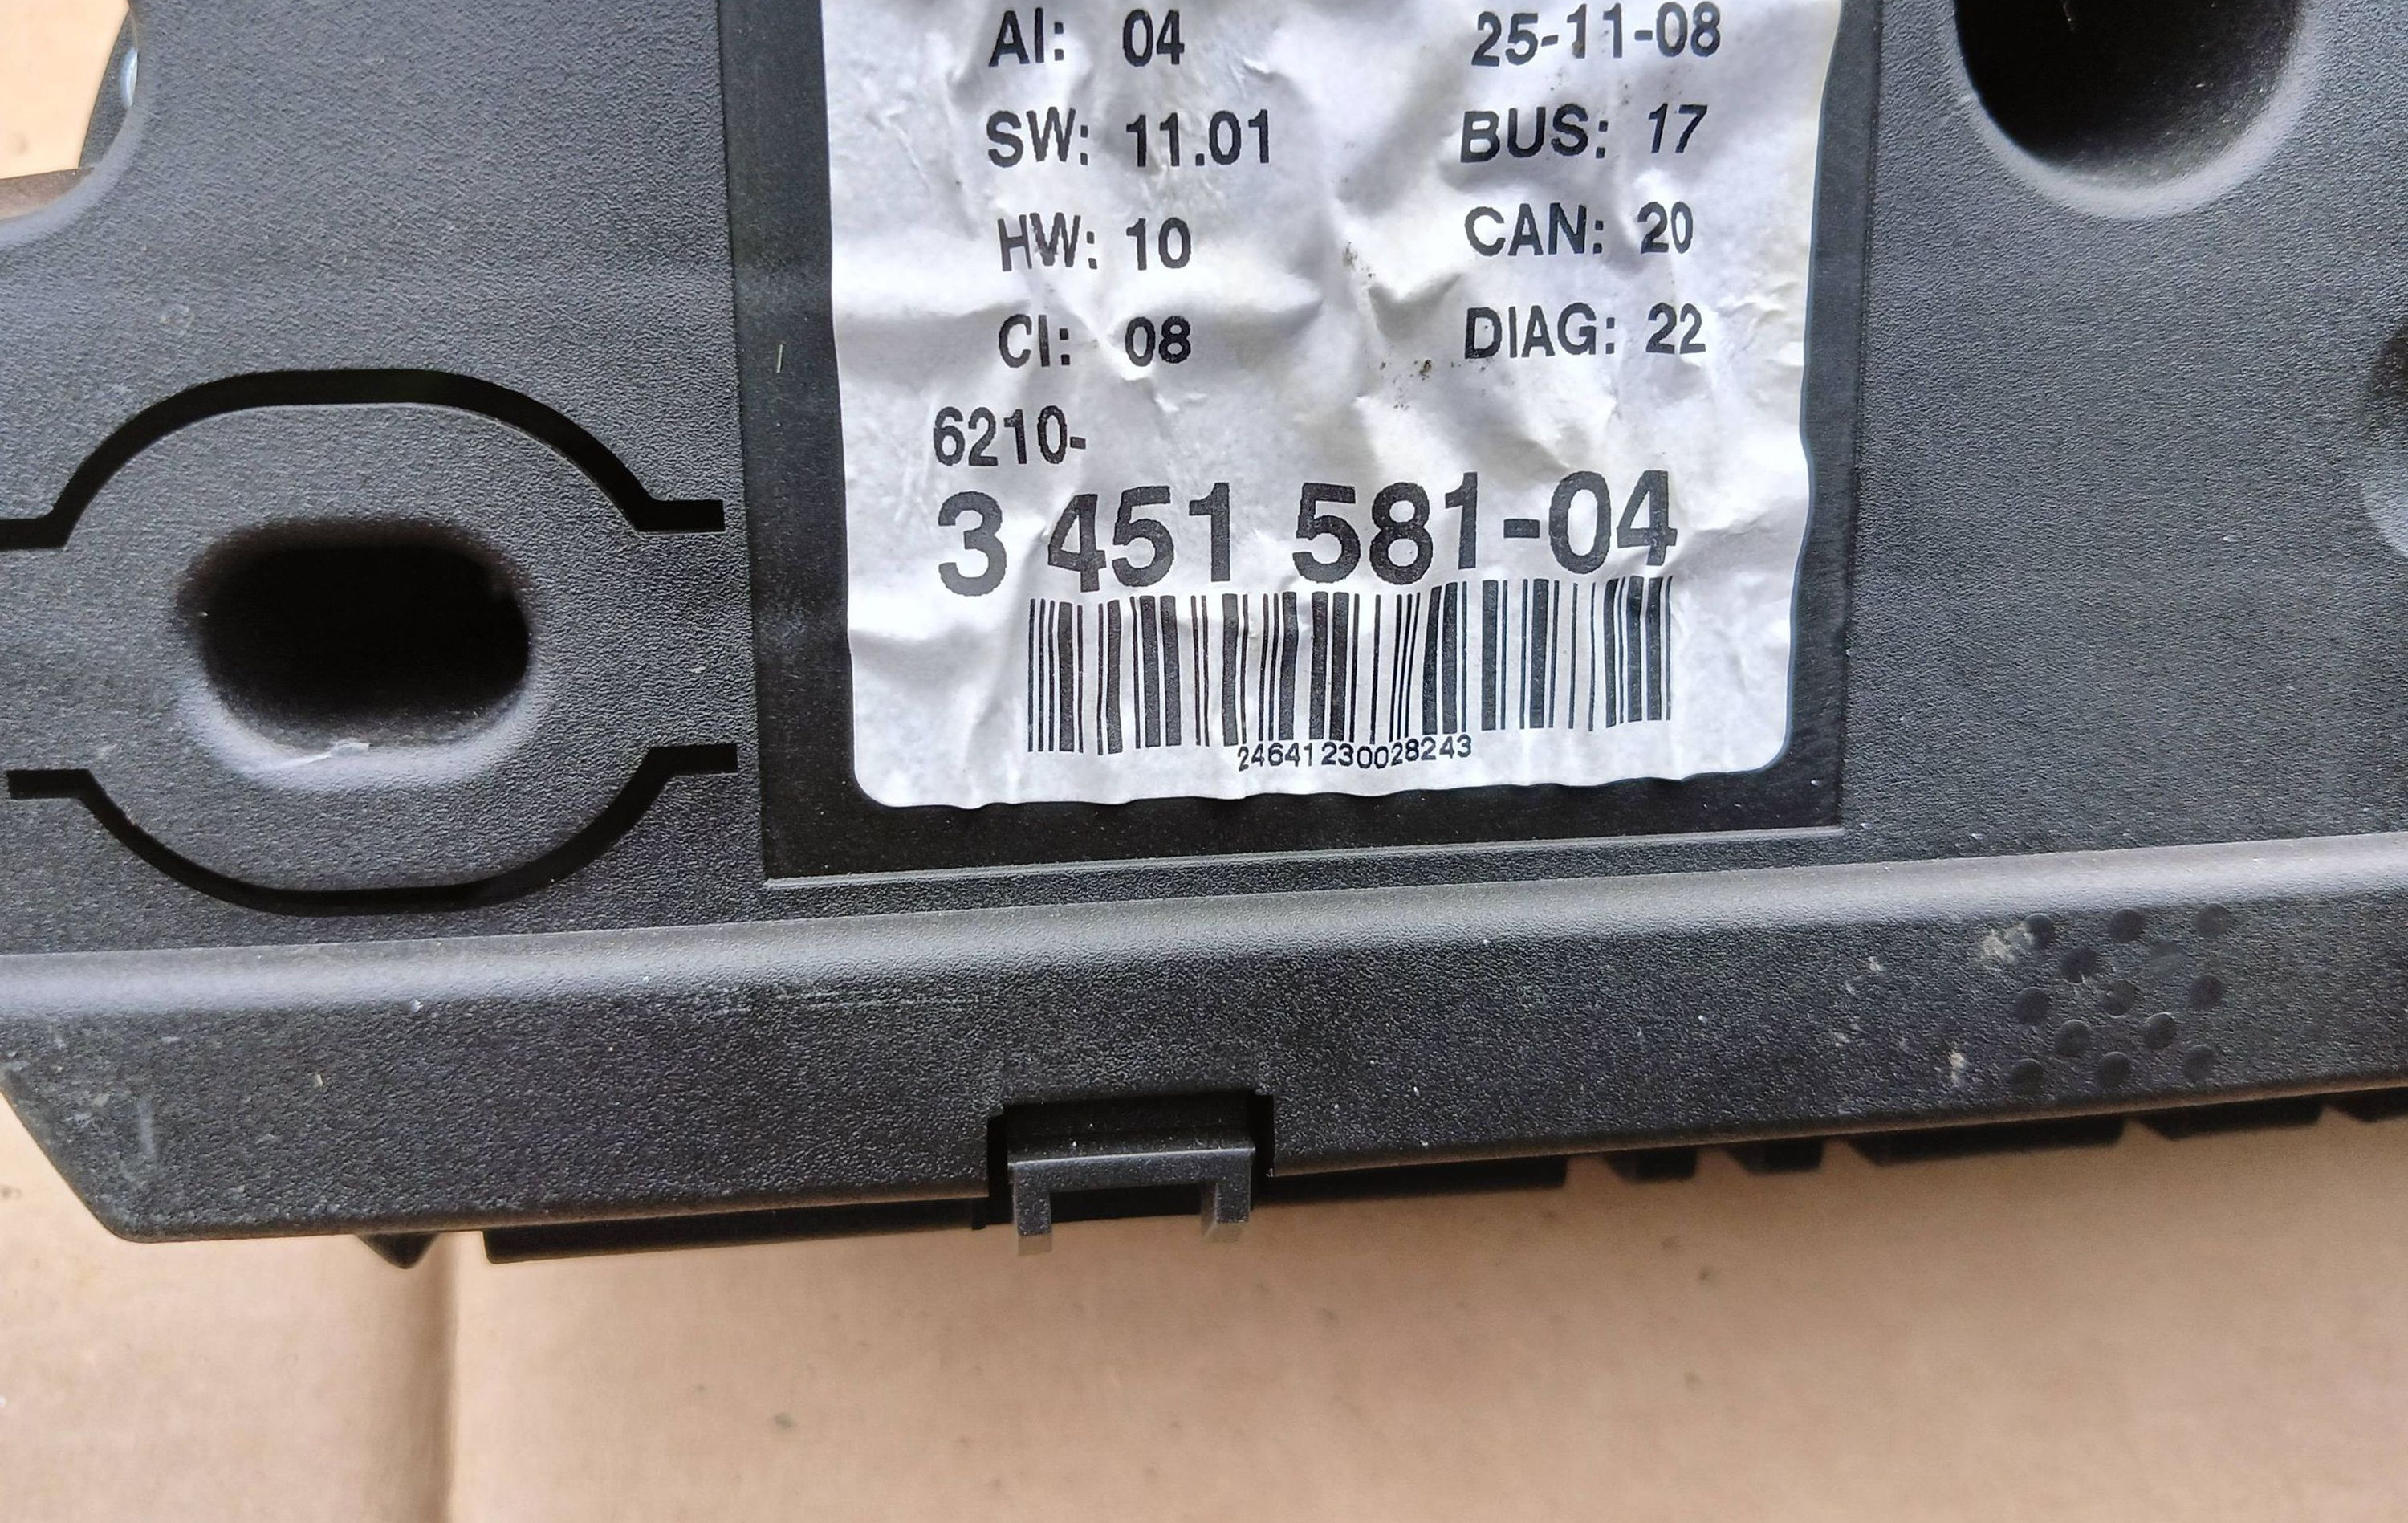 AI: 04 25-11-08
SW: 11.01 BUS: 17
HW: 10 CAN: 20
CI: 08 DIAG: 22
6210-
3 451 581-04
24641230028243